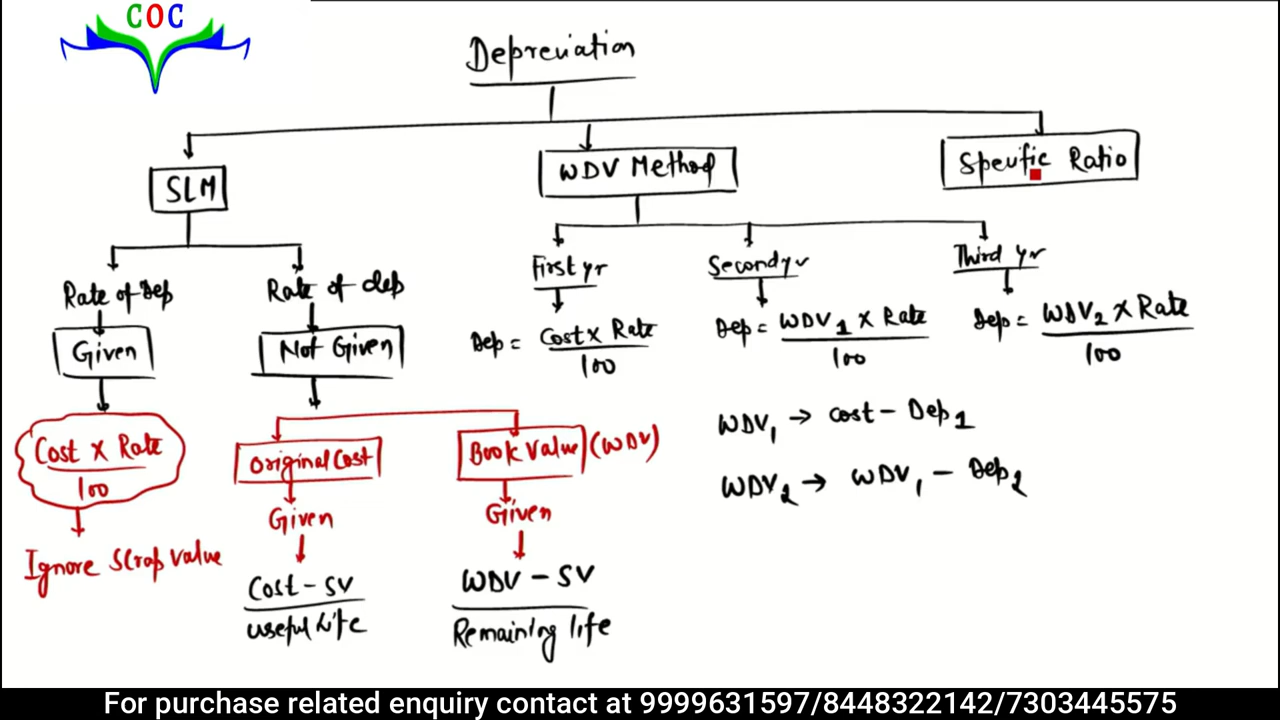 COC
Depreciation
SLM
WDV Method
Specific Ratio
Rate of Dep
Given
Cost X Rate
100
Ignore Scrap Value
Rate of dep
Not Given
Original Cost
Given
Cost - SV
Useful Life
Book Value (WDV)
Given
WDV - SV
Remaining life
First yr
Dep = Cost X Rate
100
Second yr
Dep = WDV1 X Rate
100
Third yr
Dep = WDV2 X Rate
100
WDV1 → Cost - Dep1
WDV2 → WDV1 - Dep2
For purchase related enquiry contact at 9999631597/8448322142/7303445575